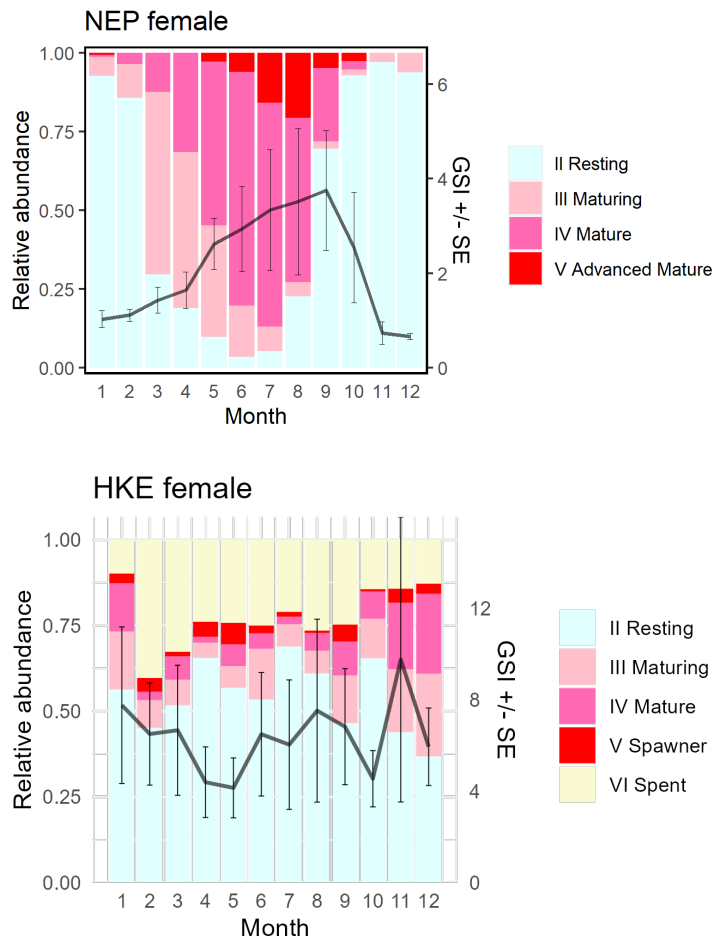 NEP female
1.00
0.75
0.50
0.25
0.00
Relative abundance
6
4
2
0
GSI +/- SE
1 2 3 4 5 6 7 8 9 10 11 12
Month
II Resting
III Maturing
IV Mature
V Advanced Mature
HKE female
1.00
0.75
0.50
0.25
0.00
Relative abundance
12
8
4
0
GSI +/- SE
1 2 3 4 5 6 7 8 9 10 11 12
Month
II Resting
III Maturing
IV Mature
V Spawner
VI Spent